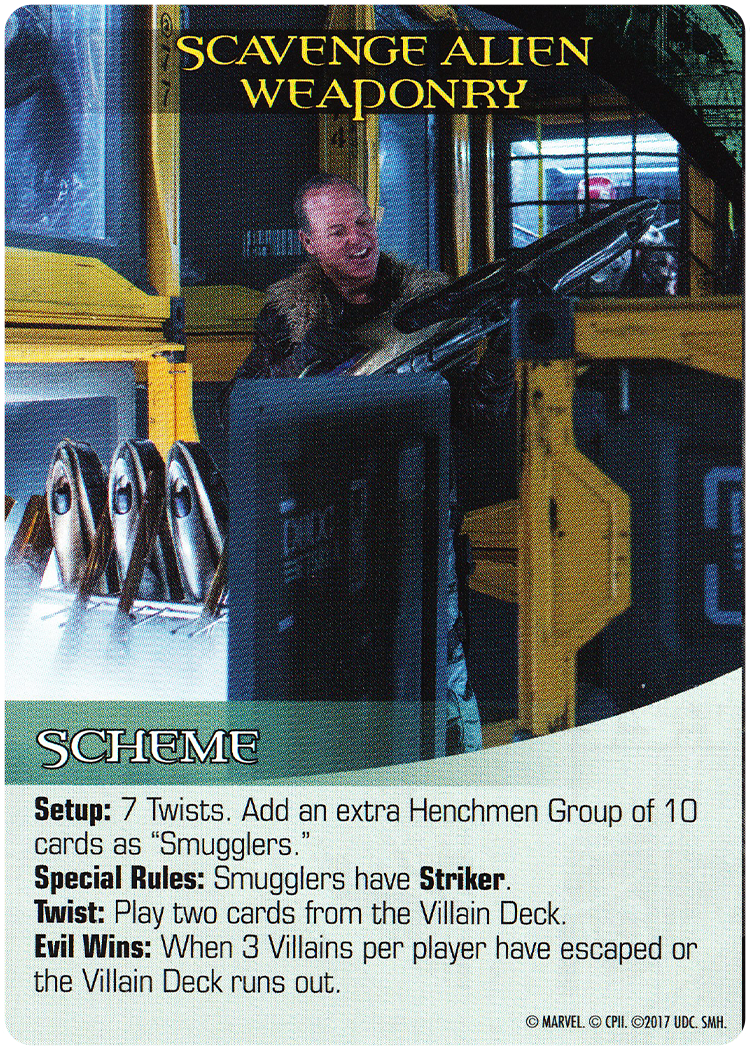 SCAVENGE ALIEN
WEAPONRY
SCHEME
Setup: 7 Twists. Add an extra Henchmen Group of 10
cards as “Smugglers.”
Special Rules: Smugglers have Striker.
Twist: Play two cards from the Villain Deck.
Evil Wins: When 3 Villains per player have escaped or
the Villain Deck runs out.
© MARVEL. © CPII. ©2017 UDC. SMH.